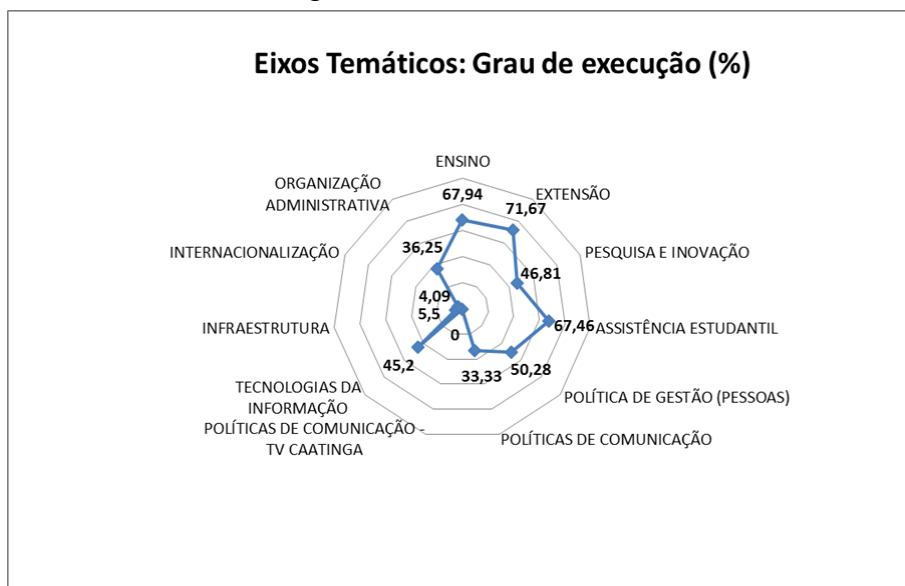 Eixos Temáticos: Grau de execução (%)
ENSINO
67,94
EXTENSÃO
71,67
PESQUISA E INOVAÇÃO
46,81
ASSISTÊNCIA ESTUDANTIL
67,46
POLÍTICA DE GESTÃO (PESSOAS)
50,28
POLÍTICAS DE COMUNICAÇÃO
33,33
POLÍTICAS DE COMUNICAÇÃO -
TV CAATINGA
0
TECNOLOGIAS DA
INFORMAÇÃO
45,2
INFRAESTRUTURA
5,5
INTERNACIONALIZAÇÃO
4,09
ORGANIZAÇÃO
ADMINISTRATIVA
36,25